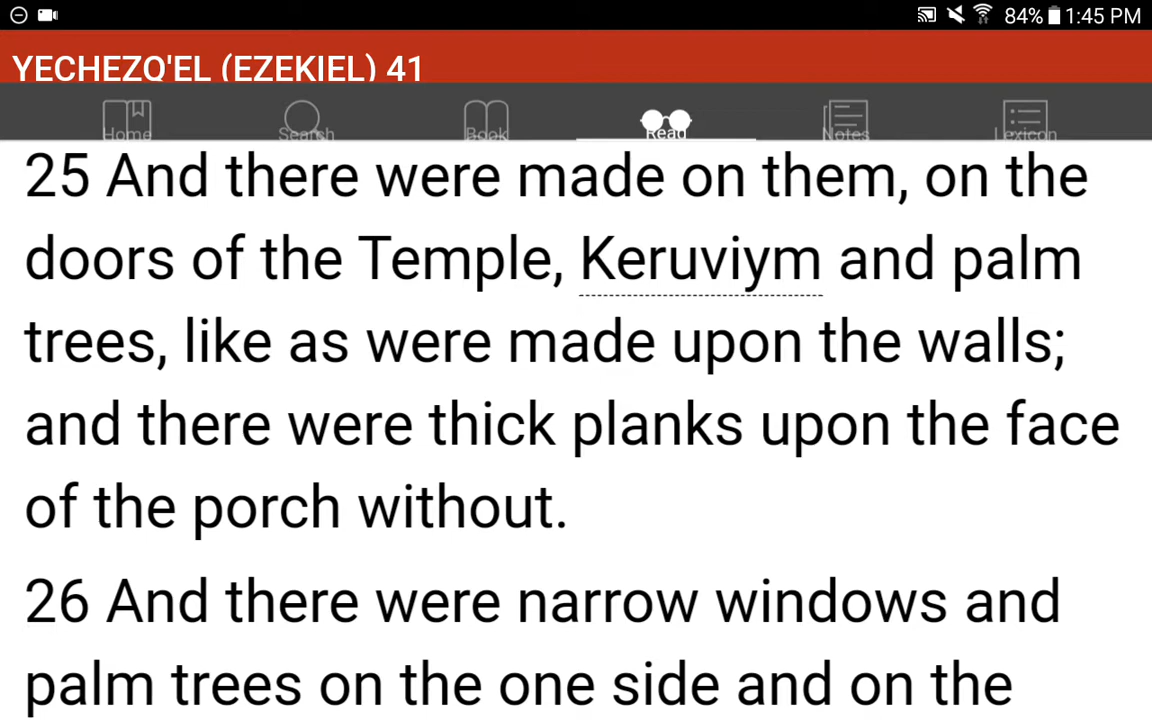 84% 1:45 PM
YECHEZQ'EL (EZEKIEL) 41
Home Search Book Read Notes Lexicon
25 And there were made on them, on the
doors of the Temple, Keruviym and palm
trees, like as were made upon the walls;
and there were thick planks upon the face
of the porch without.
26 And there were narrow windows and
palm trees on the one side and on the